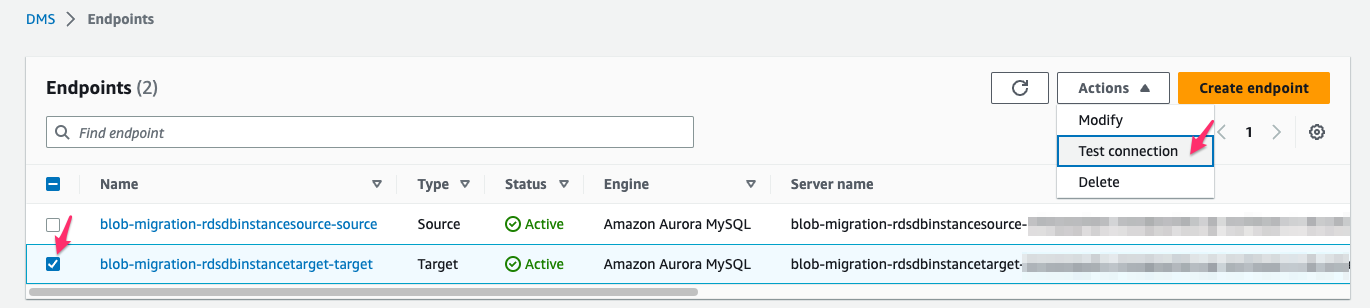 DMS > Endpoints
Endpoints (2)
Actions
Create endpoint
Find endpoint
Modify
1
Test connection
Delete
Name Type Status Engine Server name
blob-migration-rdsdbinstancesource-source Source Active Amazon Aurora MySQL blob-migration-rdsdbinstancesource-
blob-migration-rdsdbinstancetarget-target Target Active Amazon Aurora MySQL blob-migration-rdsdbinstancetarget-